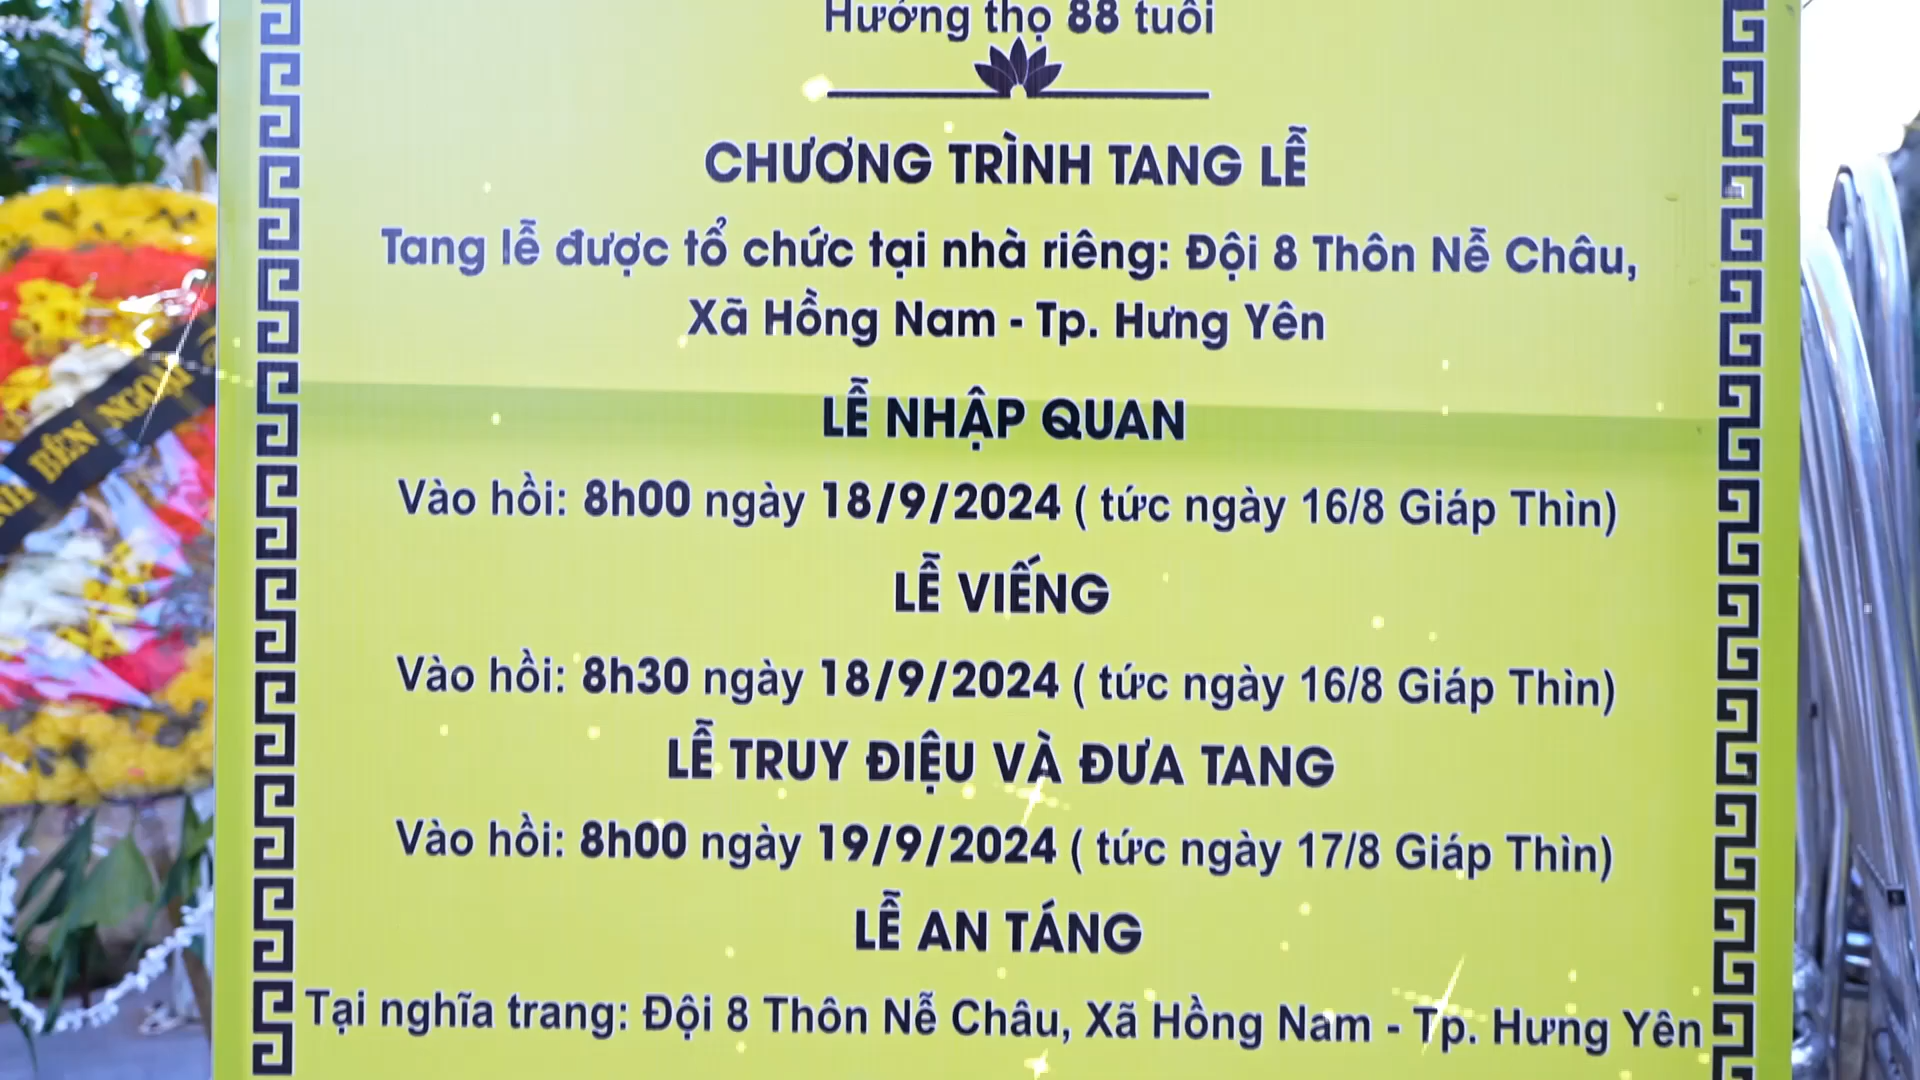 Hưởng thọ 88 tuổi
CHƯƠNG TRÌNH TANG LỄ
Tang lễ được tổ chức tại nhà riêng: Đội 8 Thôn Nễ Châu,
Xã Hồng Nam - Tp. Hưng Yên
LỄ NHẬP QUAN
Vào hồi: 8h00 ngày 18/9/2024 ( tức ngày 16/8 Giáp Thìn)
LỄ VIẾNG
Vào hồi: 8h30 ngày 18/9/2024 ( tức ngày 16/8 Giáp Thìn)
LỄ TRUY ĐIỆU VÀ ĐƯA TANG
Vào hồi: 8h00 ngày 19/9/2024 ( tức ngày 17/8 Giáp Thìn)
LỄ AN TÁNG
Tại nghĩa trang: Đội 8 Thôn Nễ Châu, Xã Hồng Nam - Tp. Hưng Yên
BÊN NGOẠI